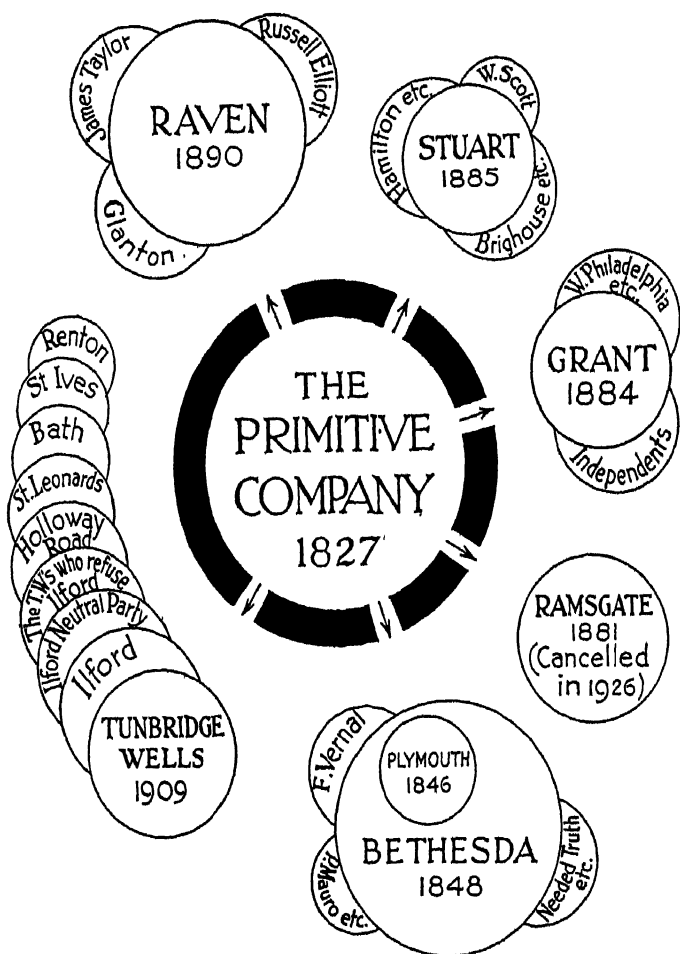 James Taylor
Russell Elliott
RAVEN
1890
Glanton.
Hamilton etc.
W. Scott
STUART
1885
Brighouse etc.
W. Philadelphia
etc.
GRANT
1884
Independents
THE
PRIMITIVE
COMPANY
1827
Renton
St Ives
Bath
St. Leonards
Holloway
Road
The T.W's who refuse
Ilford
Ilford Neutral Party
Ilford
TUNBRIDGE
WELLS
1909
RAMSGATE
1881
(Cancelled
in 1926)
F. Vernal
PLYMOUTH
1846
BETHESDA
1848
P. Mauro etc.
Needed Truth
etc.